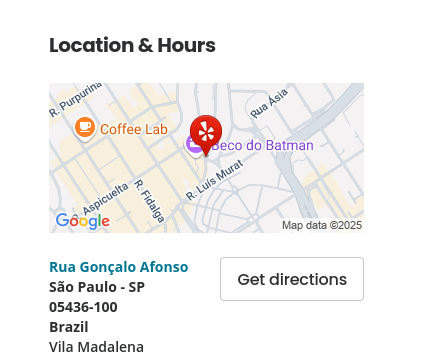 Location & Hours
R. Purpurina
Rua Ásia
Coffee Lab
Beco do Batman
R. Luís Murat
Aspicuelta
R. Fidalga
Google
Map data ©2025
Rua Gonçalo Afonso
Get directions
São Paulo - SP
05436-100
Brazil
Vila Madalena